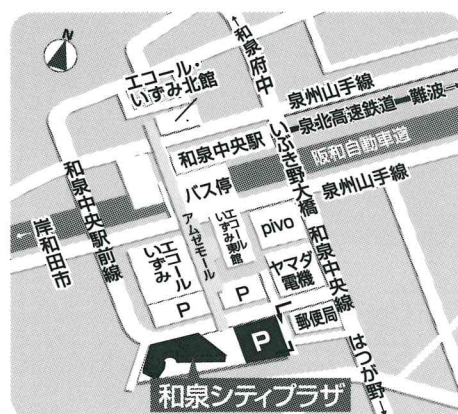 N
←和泉府中
エコール・
いずみ北館
泉州山手線
泉北高速鉄道
難波→
和泉中央駅
阪和自動車道
バス停
いぶき野大橋
泉州山手線
和泉中央駅前線
←岸和田市
アムゼモール
エコール
いずみ
エコール
いずみ東館
pivo
ヤマダ
電機
和泉中央線
P
P
郵便局
P
はつが野→
和泉シティプラザ